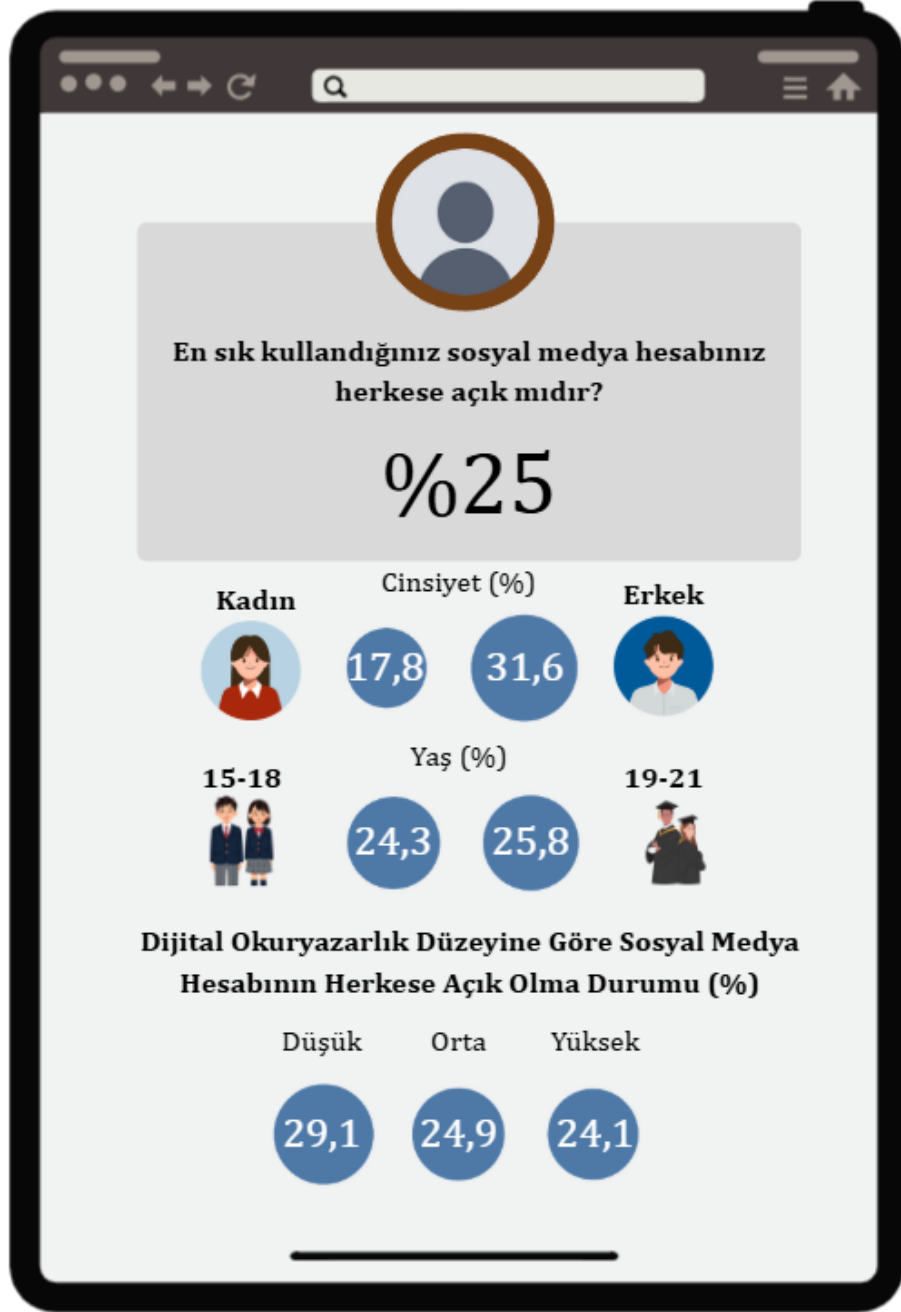 En sık kullandığınız sosyal medya hesabınız
herkese açık mıdır?
%25
Cinsiyet (%)
Kadın
Erkek
17,8
31,6
Yaş (%)
15-18
19-21
24,3
25,8
Dijital Okuryazarlık Düzeyine Göre Sosyal Medya
Hesabının Herkese Açık Olma Durumu (%)
Düşük
Orta
Yüksek
29,1
24,9
24,1